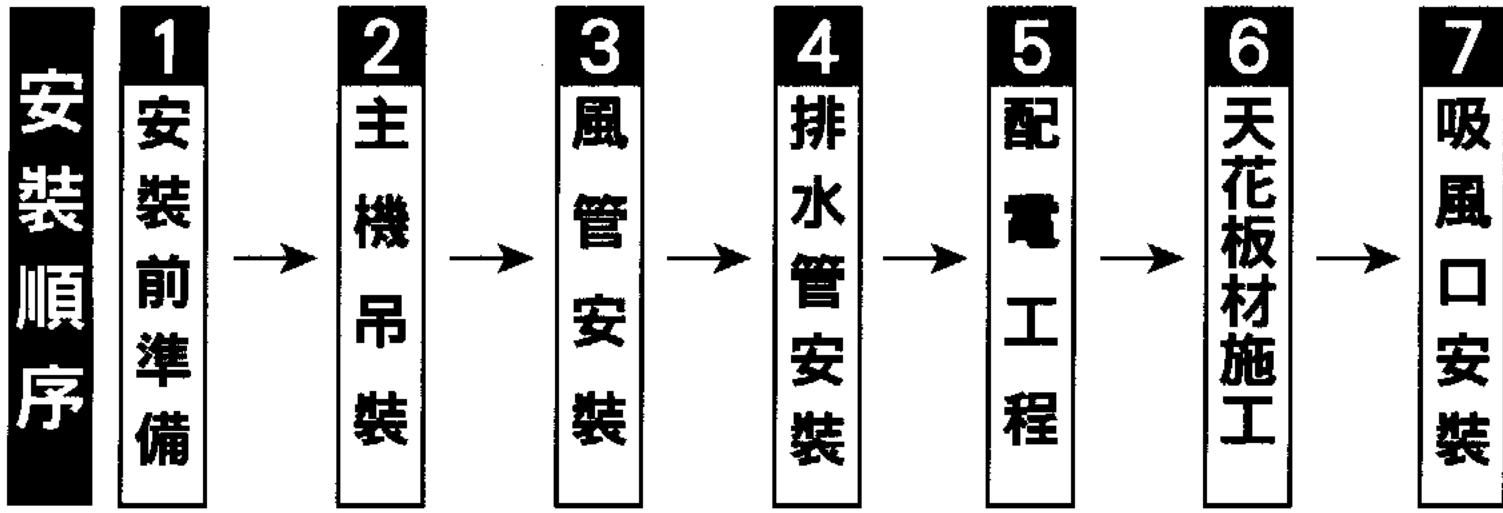 安裝順序
1
安裝前準備
2
主機吊裝
3
風管安裝
4
排水管安裝
5
配電工程
6
天花板材施工
7
吸風口安裝